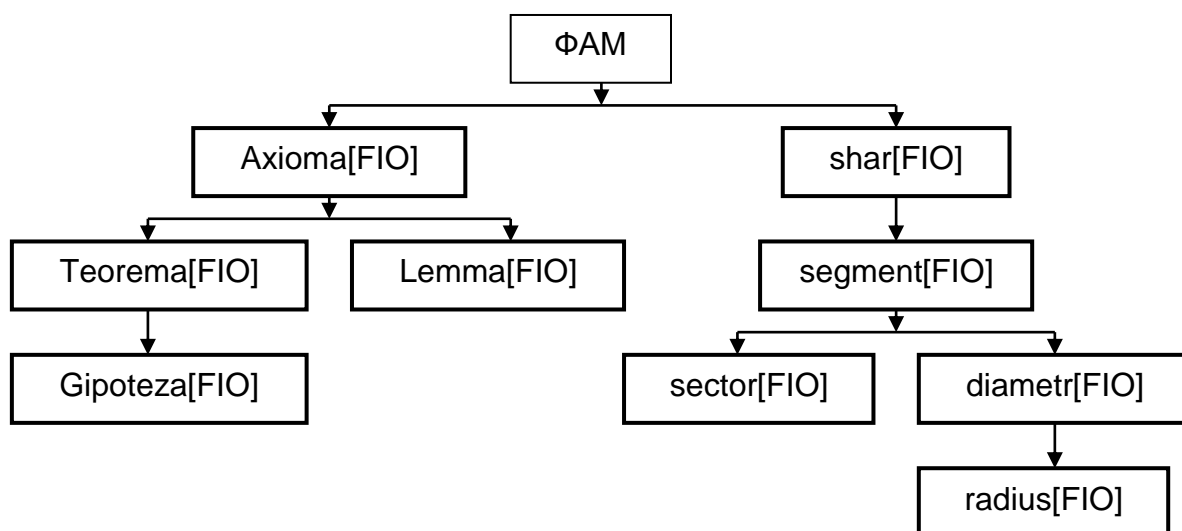 ФАМ
Axioma[FIO]
shar[FIO]
Teorema[FIO]
Lemma[FIO]
segment[FIO]
Gipoteza[FIO]
sector[FIO]
diametr[FIO]
radius[FIO]